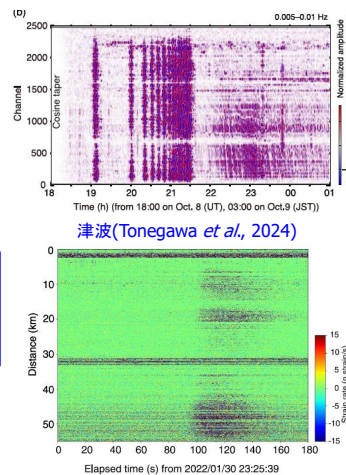 (b)
0.005–0.01 Hz
2500
2000
1500
1000
500
0
Channel
Cosine taper
Normalized amplitude
18 19 20 21 22 23 00 01
Time (h) (from 18:00 on Oct. 8 (UT), 03:00 on Oct.9 (JST))
津波(Tonegawa et al., 2024)
0
10
20
30
40
50
Distance (km)
15
10
5
0
-5
-10
-15
0 20 40 60 80 100 120 140 160 180
Elapsed time (s) from 2022/01/30 23:25:39